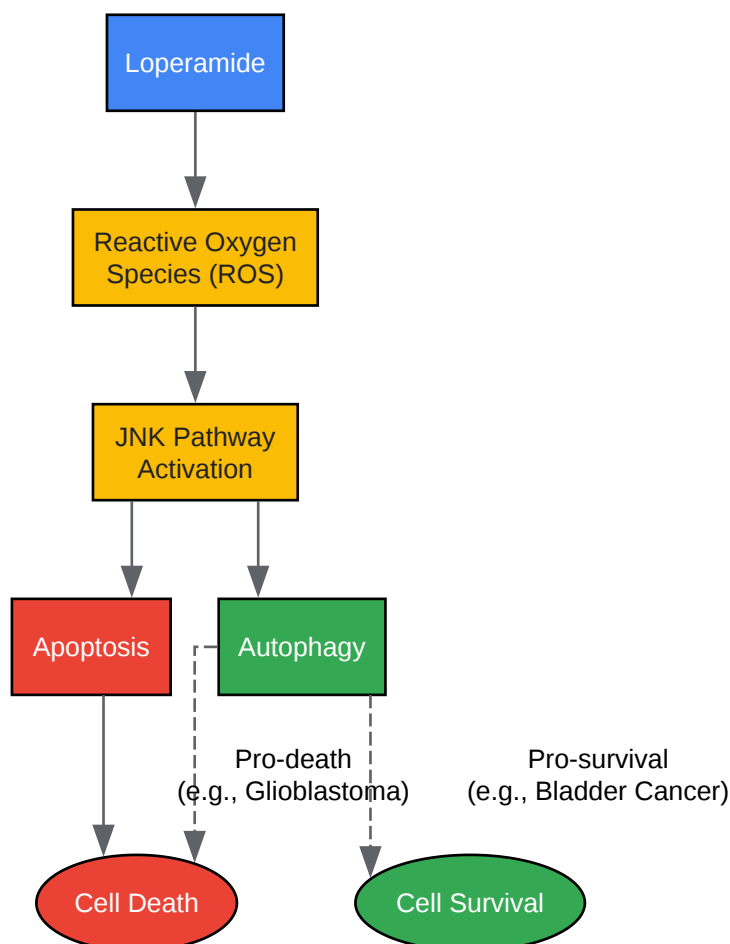 Loperamide
Reactive Oxygen
Species (ROS)
JNK Pathway
Activation
Apoptosis
Autophagy
Pro-death
(e.g., Glioblastoma)
Pro-survival
(e.g., Bladder Cancer)
Cell Death
Cell Survival